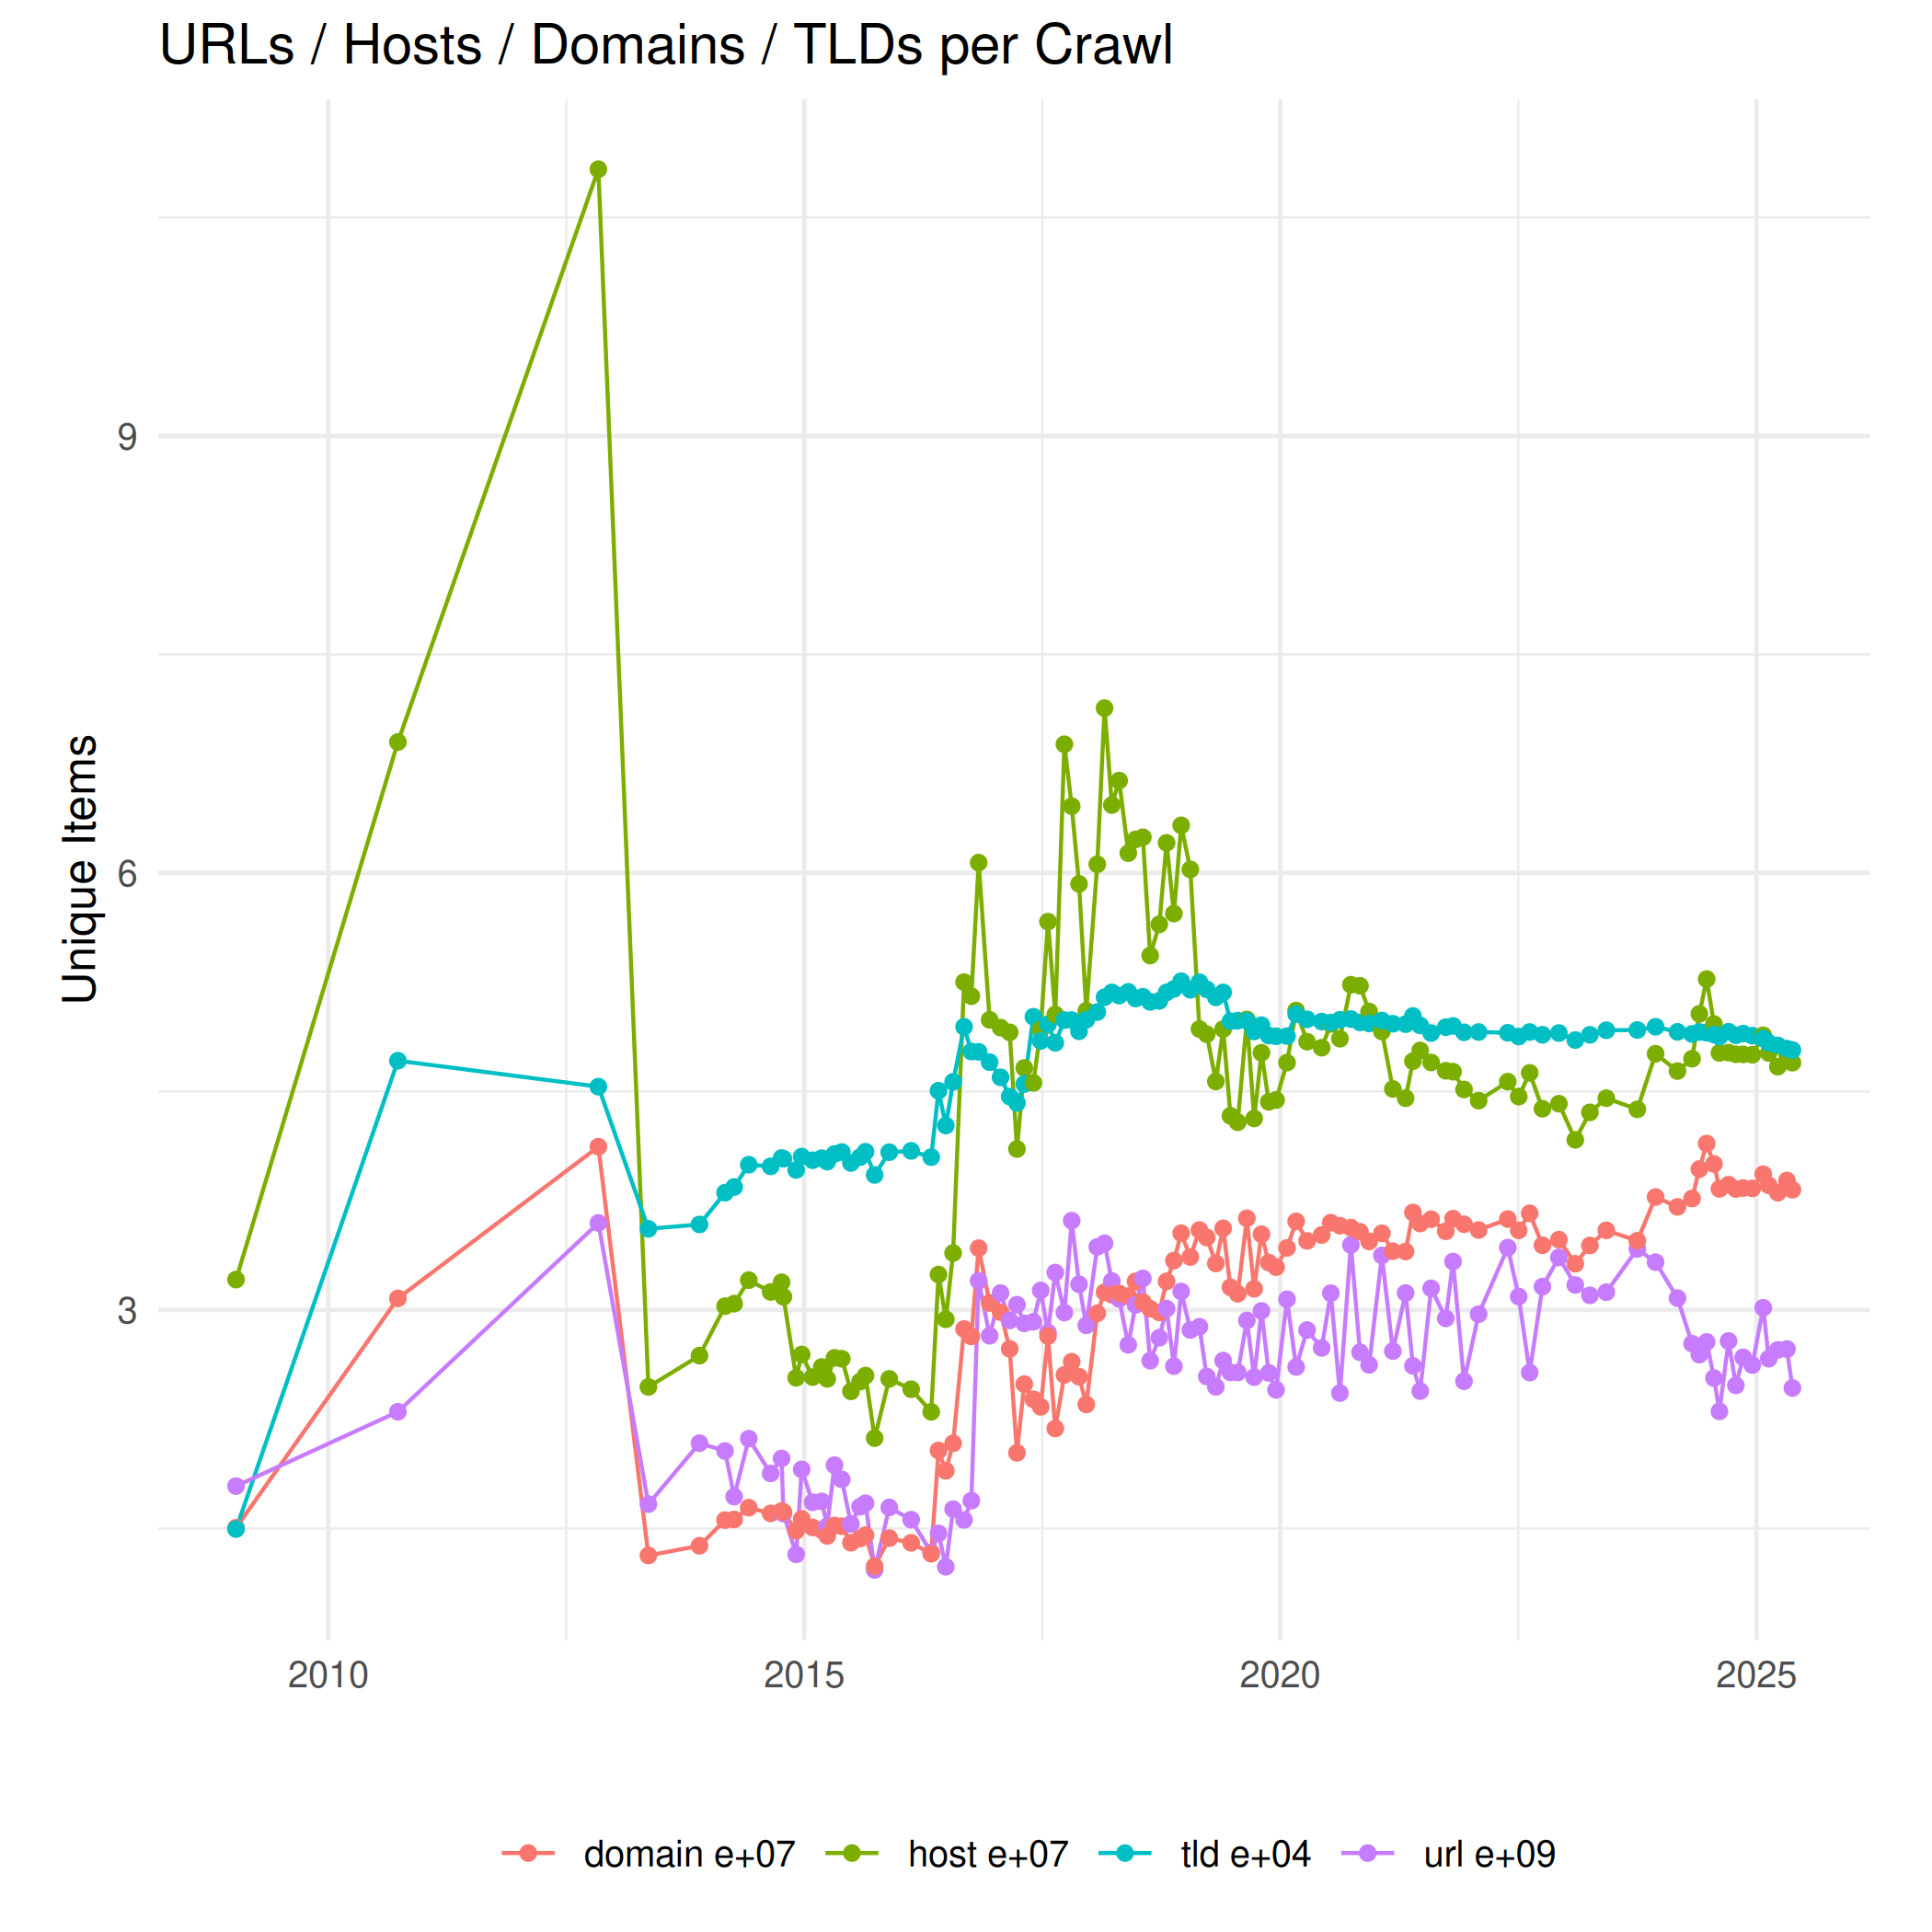 URLs / Hosts / Domains / TLDs per Crawl
Unique Items
9
6
3
2010 2015 2020 2025
domain e+07 host e+07 tld e+04 url e+09